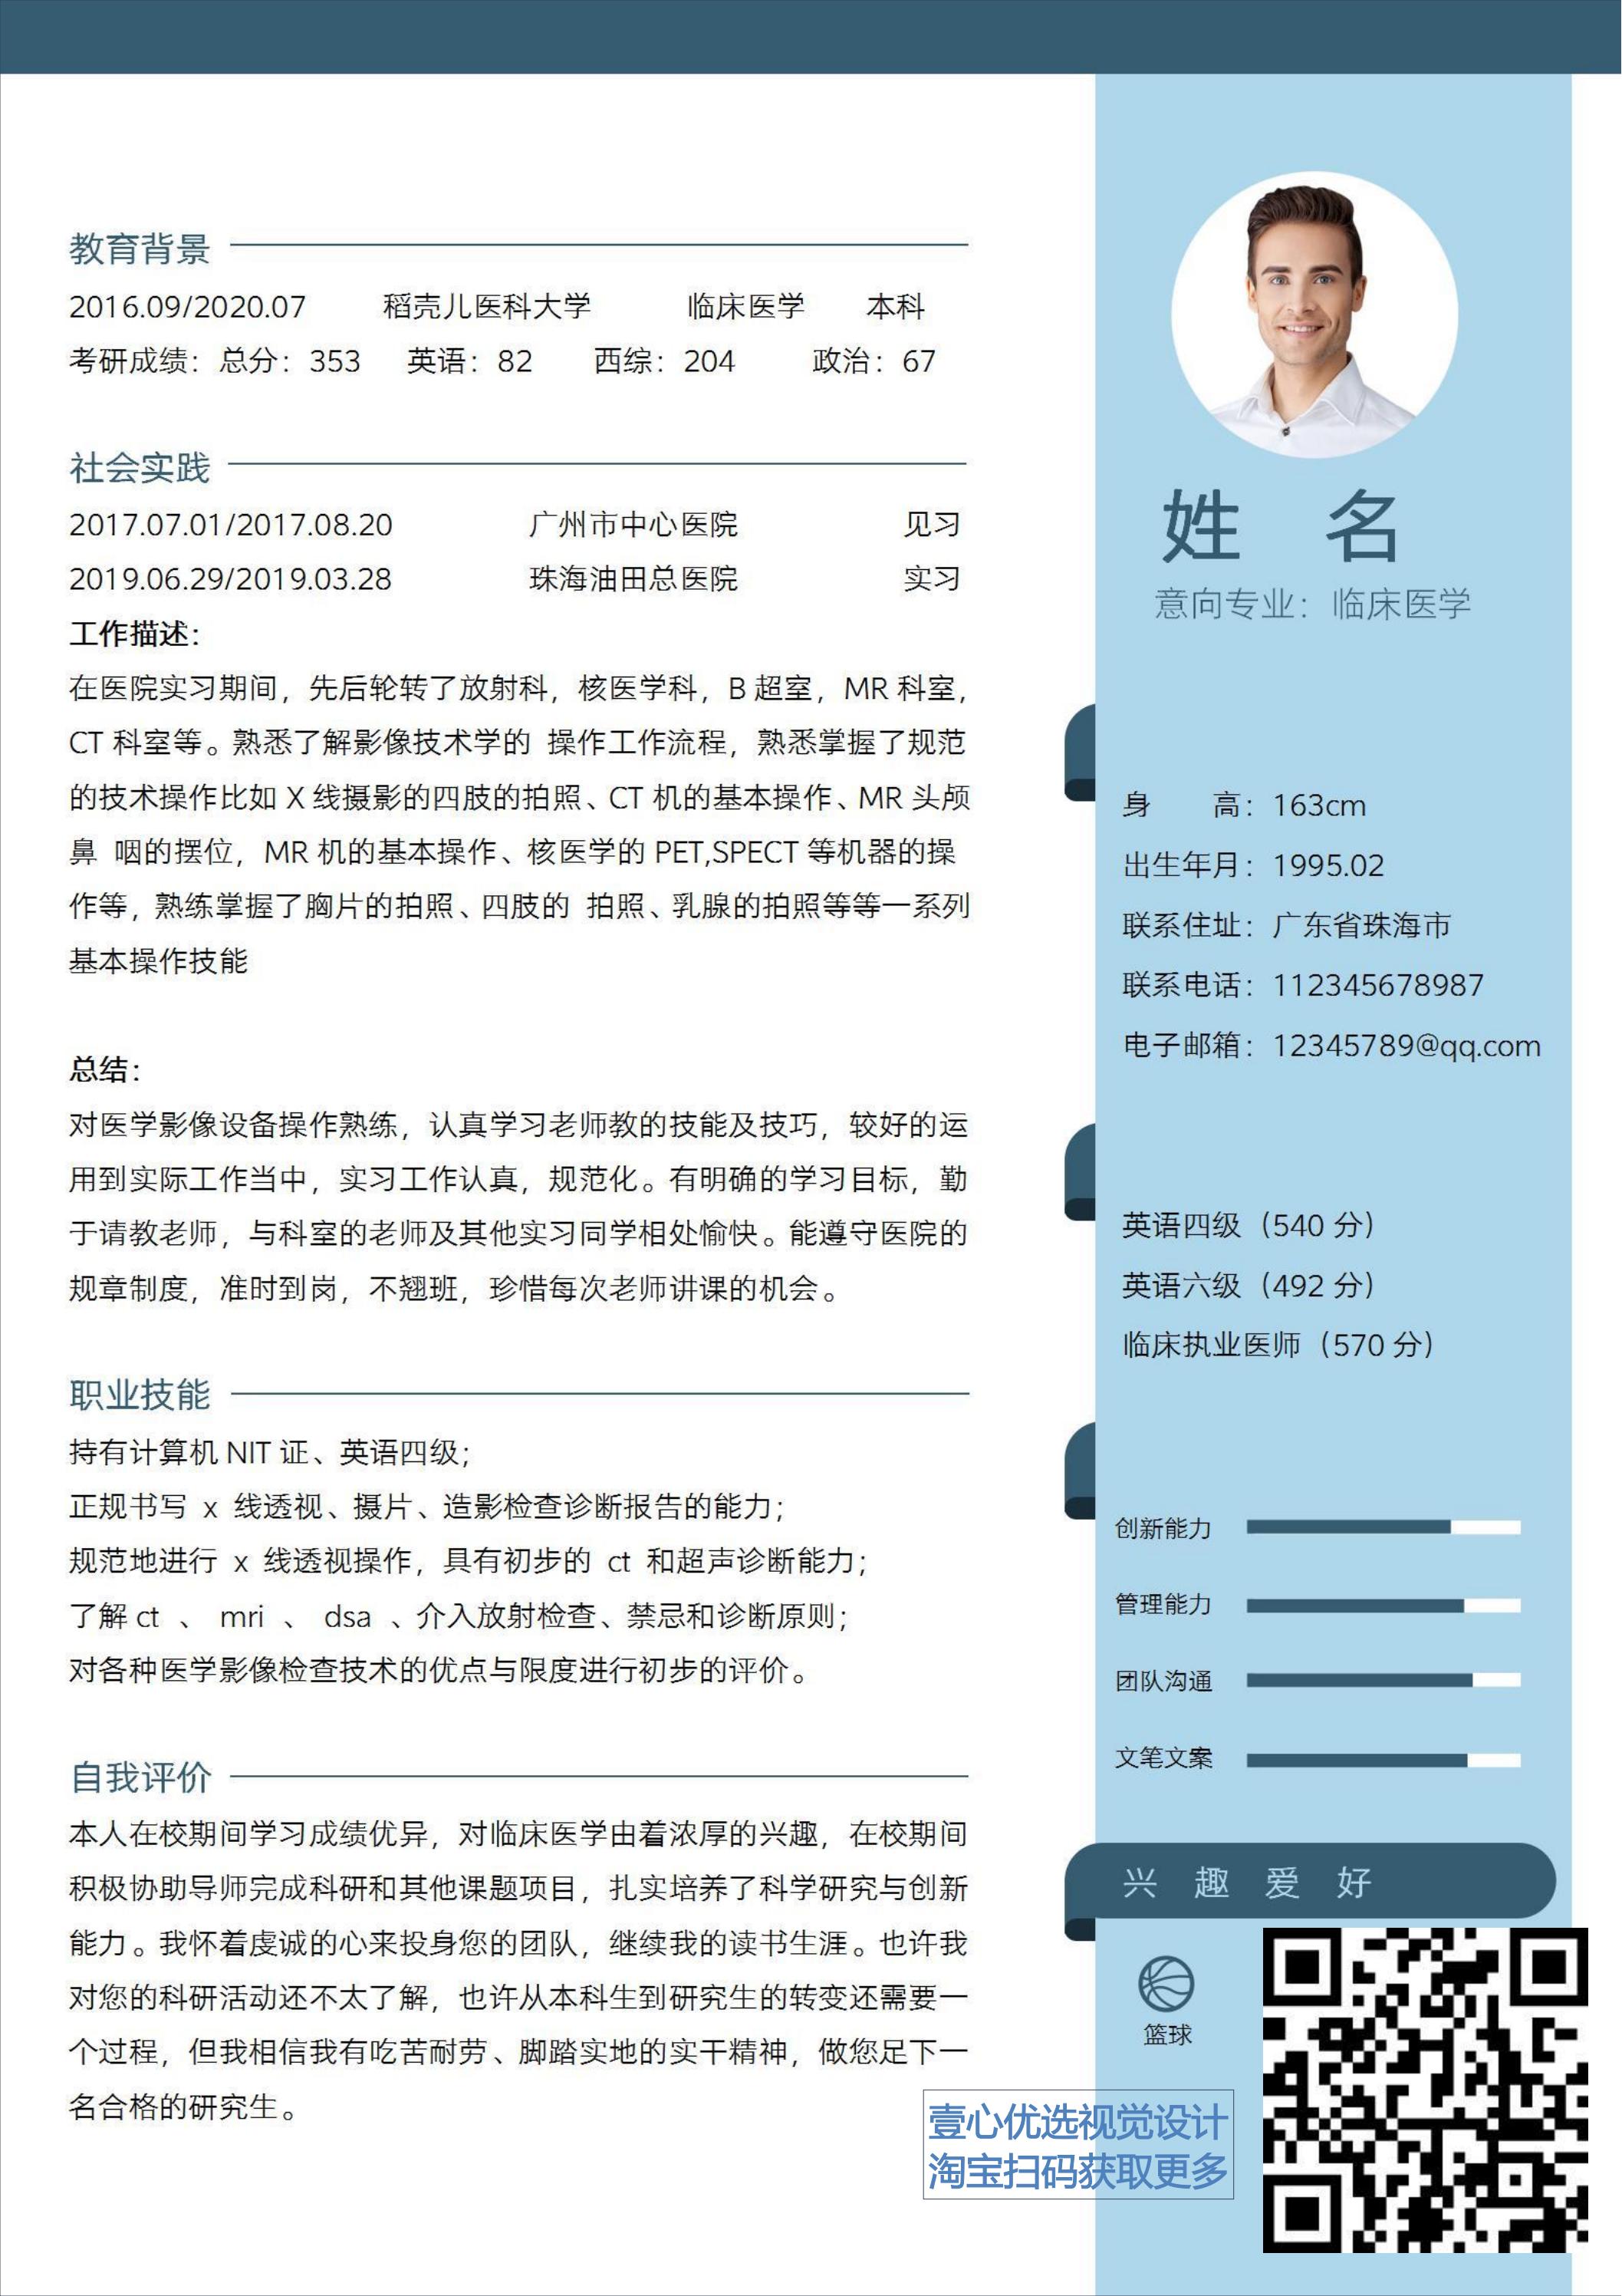 教育背景
2016.09/2020.07 稻壳儿医科大学 临床医学 本科
考研成绩：总分：353 英语：82 西综：204 政治：67
社会实践
2017.07.01/2017.08.20 广州市中心医院 见习
2019.06.29/2019.03.28 珠海油田总医院 实习
工作描述：
在医院实习期间，先后轮转了放射科，核医学科，B 超室，MR 科室，
CT 科室等。熟悉了解影像技术学的 操作工作流程，熟悉掌握了规范
的技术操作比如 X 线摄影的四肢的拍照、CT 机的基本操作、MR 头颅
鼻 咽的摆位，MR 机的基本操作、核医学的 PET,SPECT 等机器的操
作等，熟练掌握了胸片的拍照、四肢的 拍照、乳腺的拍照等等一系列
基本操作技能
总结：
对医学影像设备操作熟练，认真学习老师教的技能及技巧，较好的运
用到实际工作当中，实习工作认真，规范化。有明确的学习目标，勤
于请教老师，与科室的老师及其他实习同学相处愉快。能遵守医院的
规章制度，准时到岗，不翘班，珍惜每次老师讲课的机会。
职业技能
持有计算机 NIT 证、英语四级；
正规书写 x 线透视、摄片、造影检查诊断报告的能力；
规范地进行 x 线透视操作，具有初步的 ct 和超声诊断能力；
了解 ct 、 mri 、 dsa 、介入放射检查、禁忌和诊断原则；
对各种医学影像检查技术的优点与限度进行初步的评价。
自我评价
本人在校期间学习成绩优异，对临床医学由着浓厚的兴趣，在校期间
积极协助导师完成科研和其他课题项目，扎实培养了科学研究与创新
能力。我怀着虔诚的心来投身您的团队，继续我的读书生涯。也许我
对您的科研活动还不太了解，也许从本科生到研究生的转变还需要一
个过程，但我相信我有吃苦耐劳、脚踏实地的实干精神，做您足下一
名合格的研究生。
姓 名
意向专业：临床医学
身 高：163cm
出生年月：1995.02
联系住址：广东省珠海市
联系电话：112345678987
电子邮箱：12345789@qq.com
英语四级（540 分）
英语六级（492 分）
临床执业医师（570 分）
创新能力
管理能力
团队沟通
文笔文案
兴 趣 爱 好
篮球
壹心优选视觉设计
淘宝扫码获取更多